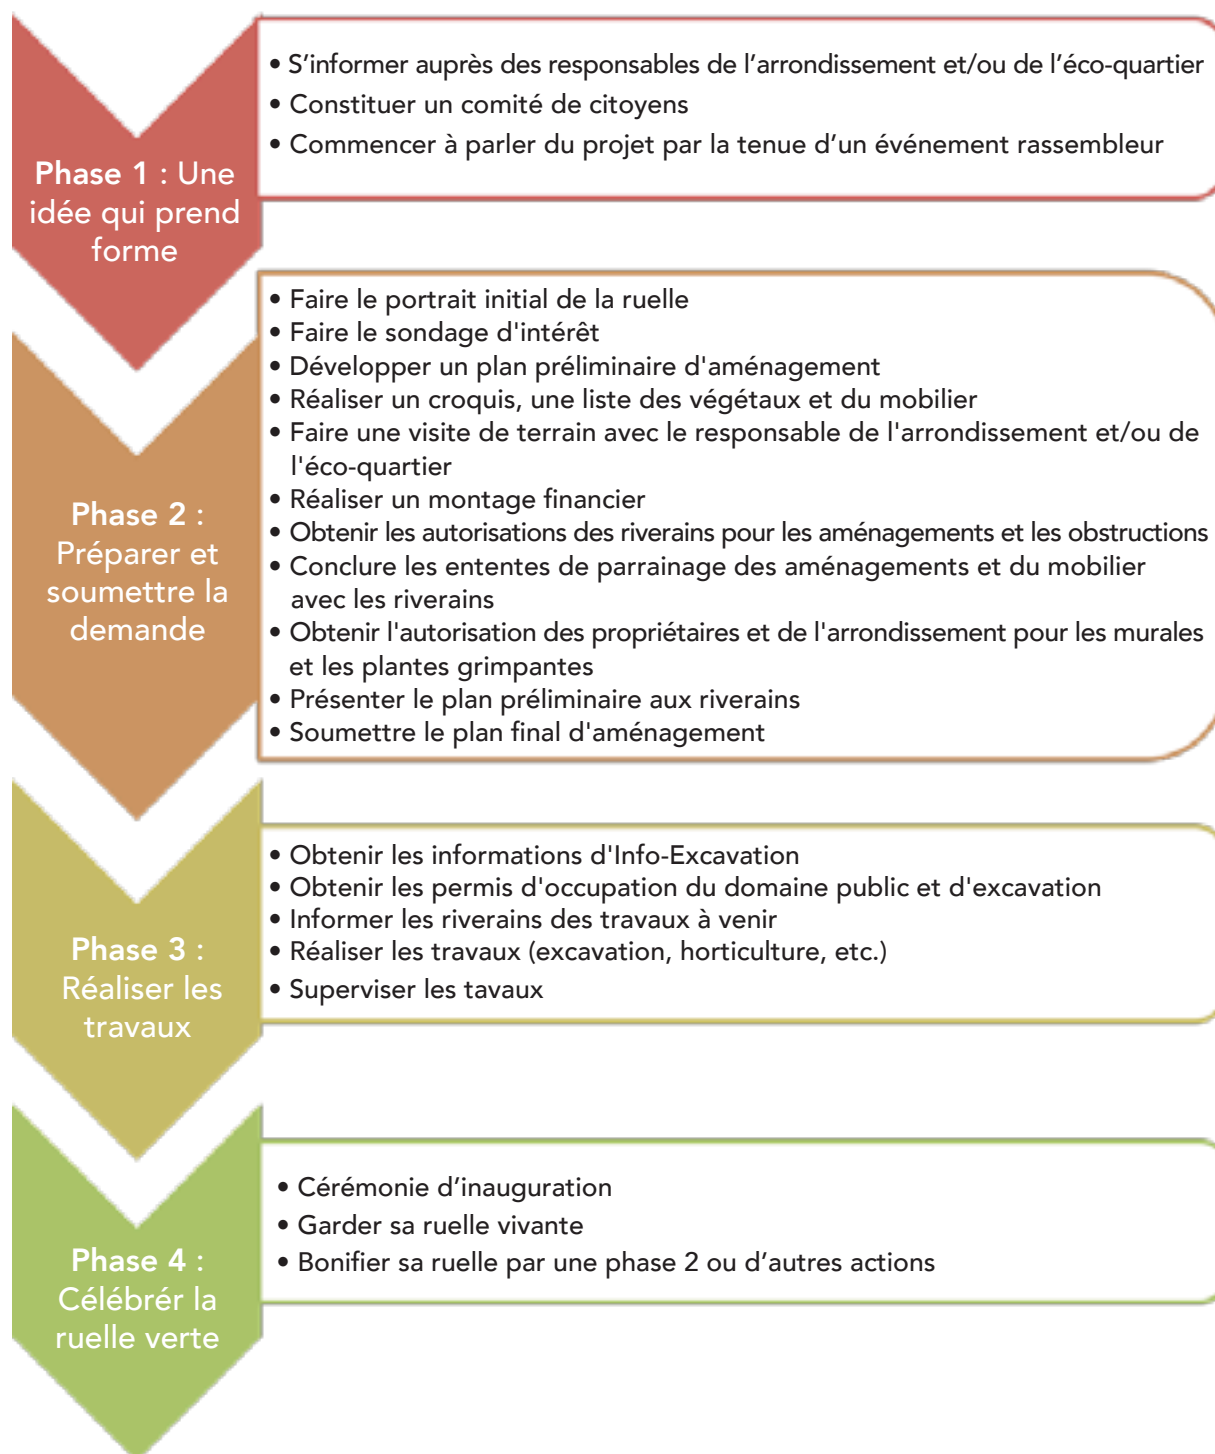 Phase 1 : Une
idée qui prend
forme
• S’informer auprès des responsables de l’arrondissement et/ou de l’éco-quartier
• Constituer un comité de citoyens
• Commencer à parler du projet par la tenue d’un événement rassembleur
Phase 2 :
Préparer et
soumettre la
demande
• Faire le portrait initial de la ruelle
• Faire le sondage d'intérêt
• Développer un plan préliminaire d'aménagement
• Réaliser un croquis, une liste des végétaux et du mobilier
• Faire une visite de terrain avec le responsable de l'arrondissement et/ou de
l'éco-quartier
• Réaliser un montage financier
• Obtenir les autorisations des riverains pour les aménagements et les obstructions
• Conclure les ententes de parrainage des aménagements et du mobilier
avec les riverains
• Obtenir l'autorisation des propriétaires et de l'arrondissement pour les murales
et les plantes grimpantes
• Présenter le plan préliminaire aux riverains
• Soumettre le plan final d'aménagement
Phase 3 :
Réaliser les
travaux
• Obtenir les informations d'Info-Excavation
• Obtenir les permis d'occupation du domaine public et d'excavation
• Informer les riverains des travaux à venir
• Réaliser les travaux (excavation, horticulture, etc.)
• Superviser les tavaux
Phase 4 :
Célébrér la
ruelle verte
• Cérémonie d’inauguration
• Garder sa ruelle vivante
• Bonifier sa ruelle par une phase 2 ou d’autres actions